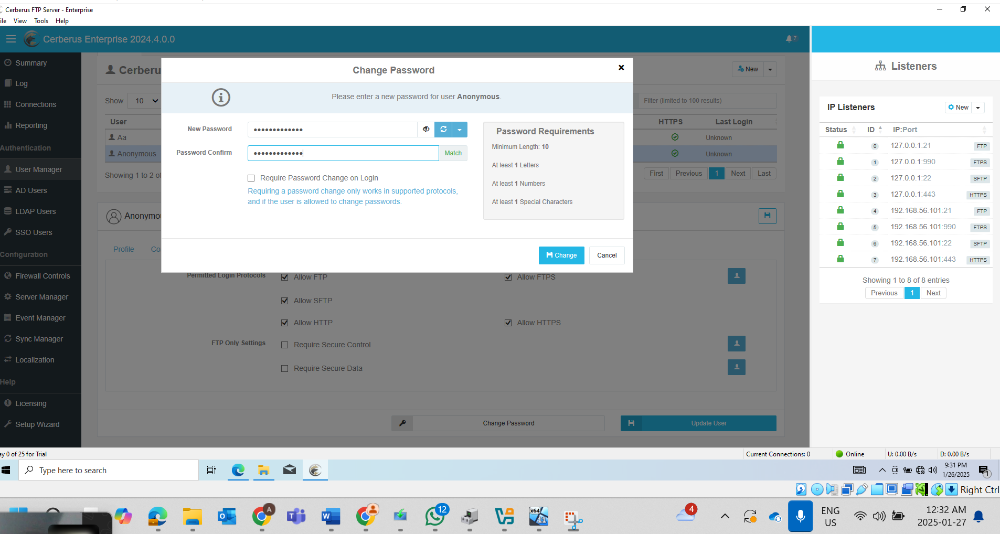 Cerberus FTP Server - Enterprise
ile View Tools Help
Cerberus Enterprise 2024.4.0.0
7
Summary
Log
Connections
Reporting
Authentication
User Manager
AD Users
LDAP Users
SSO Users
Configuration
Firewall Controls
Server Manager
Event Manager
Sync Manager
Localization
Help
Licensing
Setup Wizard
Cerberu
New
Show 10
Filter (limited to 100 results)
User HTTPS Last Login
Aa Unknown
Anonymous Unknown
Showing 1 to 2 of
First Previous 1 Next Last
Anonymou
Profile Co
Change Password
Please enter a new password for user Anonymous.
New Password •••••••••••••
Password Confirm ••••••••••••• Match
Require Password Change on Login
Requiring a password change only works in supported protocols,
and if the user is allowed to change passwords.
Password Requirements
Minimum Length: 10
At least 1 Letters
At least 1 Numbers
At least 1 Special Characters
Change Cancel
Permitted Login Protocols Allow FTP Allow FTPS
Allow SFTP
Allow HTTP Allow HTTPS
FTP Only Settings Require Secure Control
Require Secure Data
Change Password Update User
Listeners
IP Listeners New
Status ID IP:Port
0 127.0.0.1:21 FTP
1 127.0.0.1:990 FTPS
2 127.0.0.1:22 SFTP
3 127.0.0.1:443 HTTPS
4 192.168.56.101:21 FTP
5 192.168.56.101:990 FTPS
6 192.168.56.101:22 SFTP
7 192.168.56.101:443 HTTPS
Showing 1 to 8 of 8 entries
Previous 1 Next
ay 0 of 25 for Trial Current Connections: 0 Online U: 0.00 B/s D: 0.00 B/s
Type here to search
9:31 PM
1/26/2025
1
Right Ctrl
A
12
x64
11
4
ENG
US
12:32 AM
2025-01-27